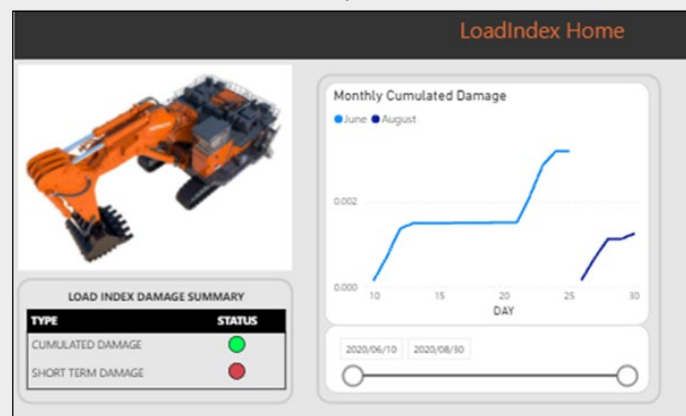 LoadIndex Home
Monthly Cumulated Damage
June August
0.002
0.000
10 15 20 25 30
DAY
LOAD INDEX DAMAGE SUMMARY
TYPE STATUS
CUMULATED DAMAGE
SHORT TERM DAMAGE
2020/06/10 2020/08/30